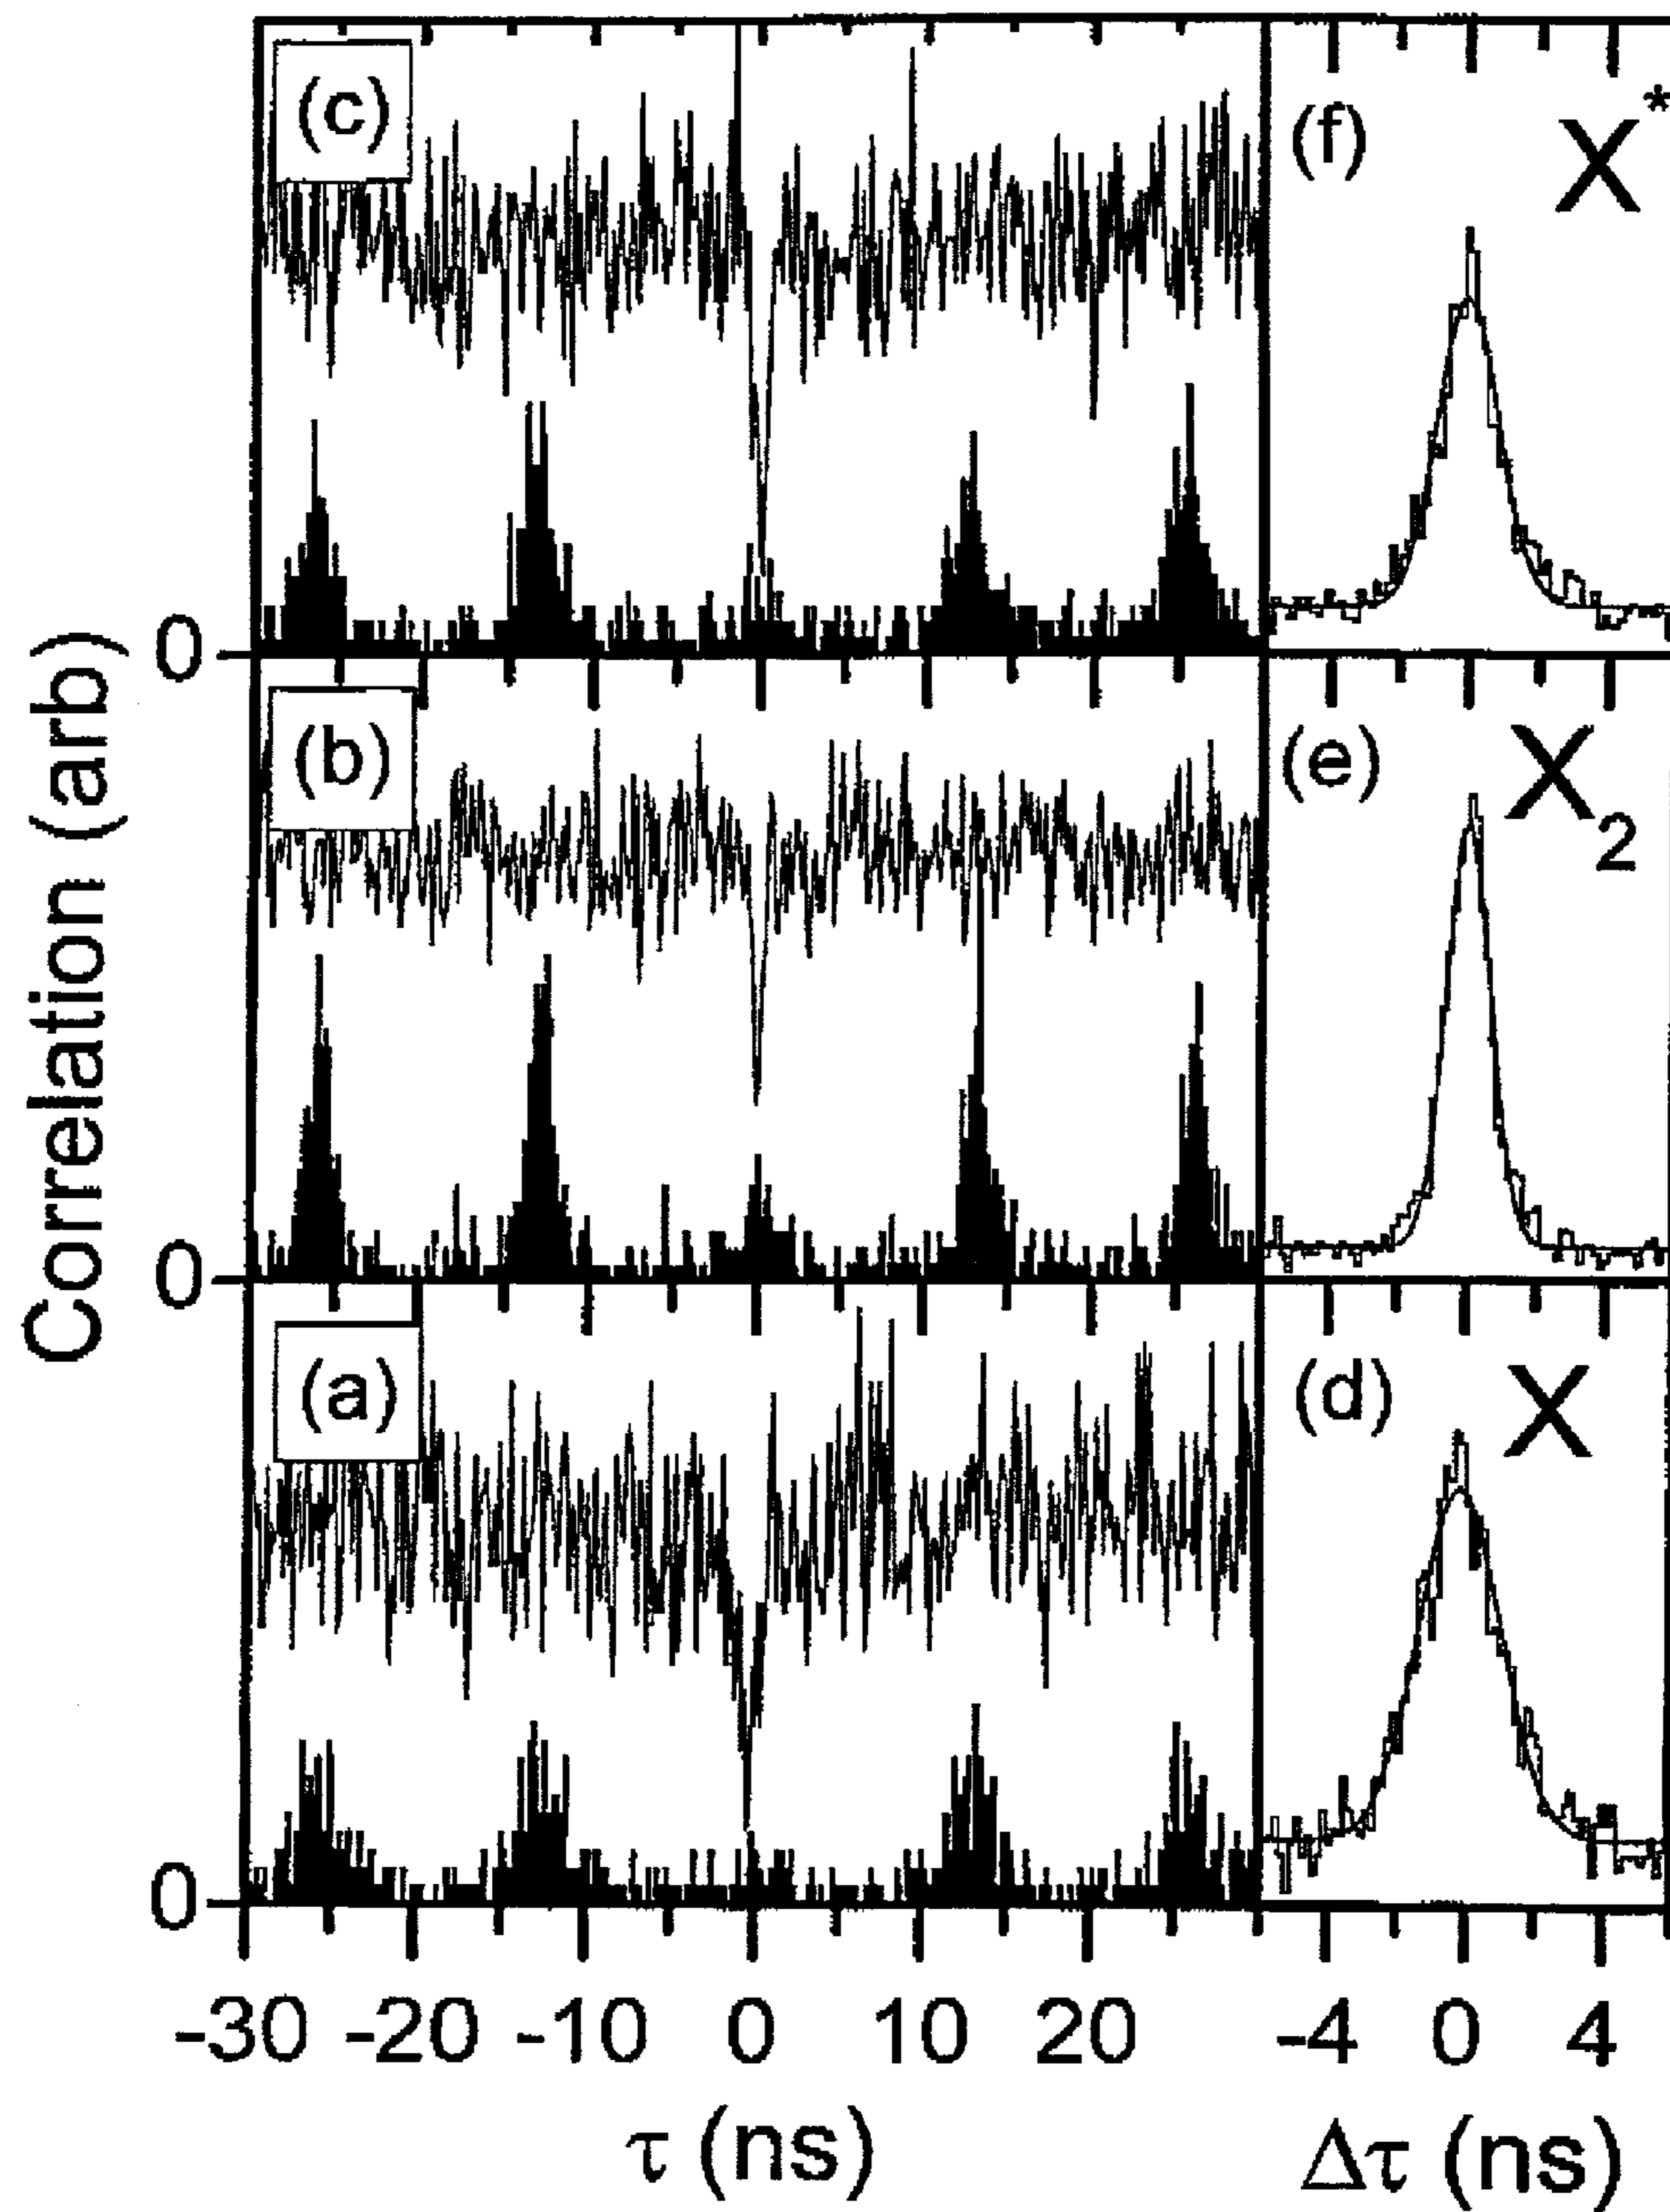 (c)
(f)
X*
0
(b)
(e)
X2
0
(a)
(d)
X
0
Correlation (arb)
-30 -20 -10 0 10 20
-4 0 4
τ (ns)
Δτ (ns)